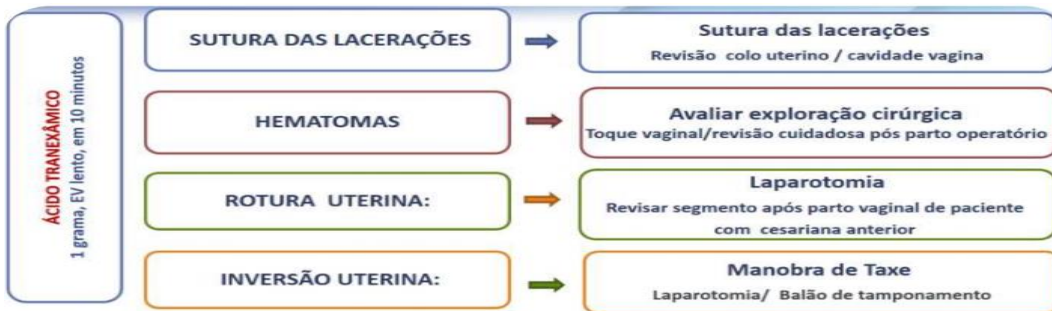 ÁCIDO TRANEXÂMICO
1 grama, EV lento, em 10 minutos
SUTURA DAS LACERAÇÕES
Sutura das lacerações
Revisão colo uterino / cavidade vagina
HEMATOMAS
Avaliar exploração cirúrgica
Toque vaginal/revisão cuidadosa pós parto operatório
ROTURA UTERINA:
Laparotomia
Revisar segmento após parto vaginal de paciente
com cesariana anterior
INVERSÃO UTERINA:
Manobra de Taxe
Laparotomia/ Balão de tamponamento